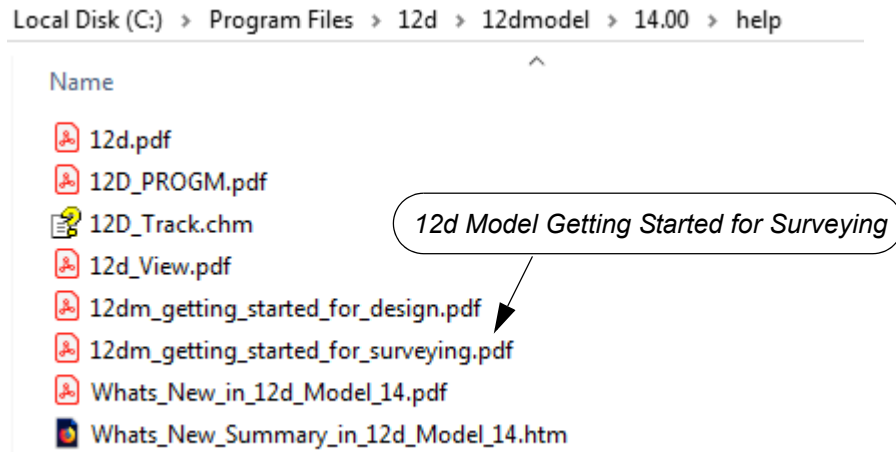 Local Disk (C:) > Program Files > 12d > 12dmodel > 14.00 > help
Name
12d.pdf
12D_PROGM.pdf
12D_Track.chm
12d Model Getting Started for Surveying
12d_View.pdf
12dm_getting_started_for_design.pdf
12dm_getting_started_for_surveying.pdf
Whats_New_in_12d_Model_14.pdf
Whats_New_Summary_in_12d_Model_14.htm